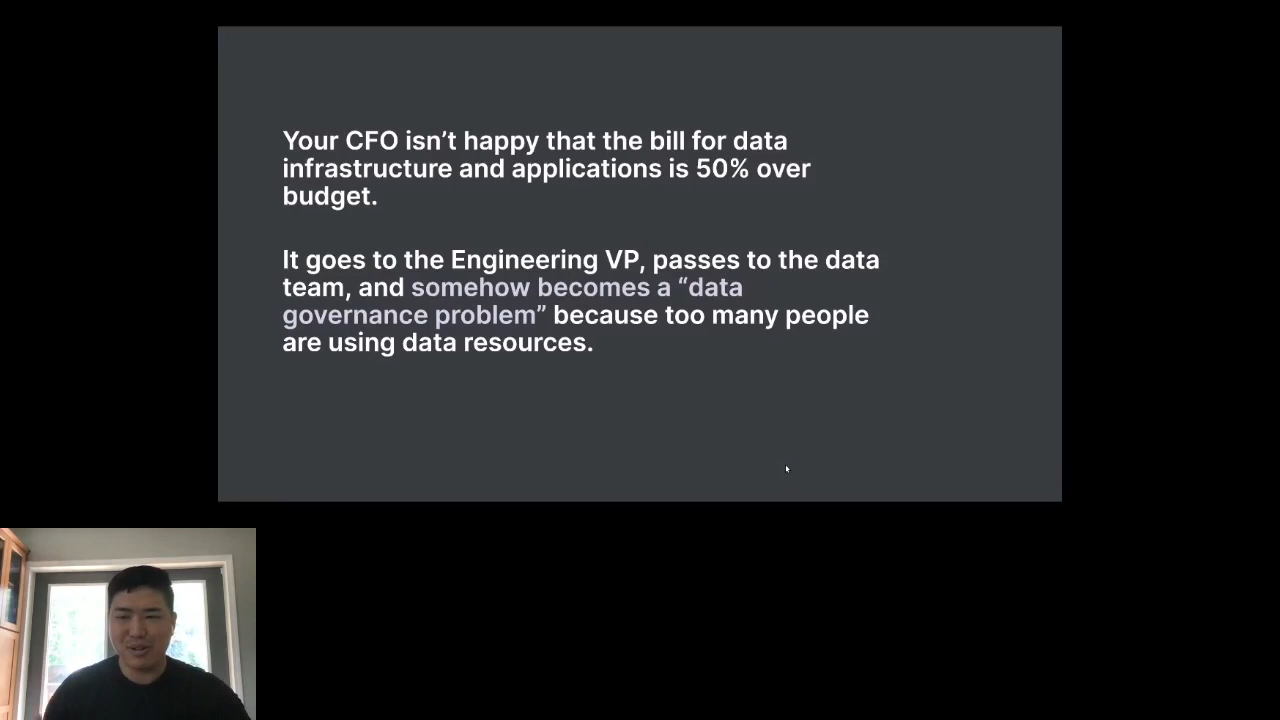 Your CFO isn’t happy that the bill for data
infrastructure and applications is 50% over
budget.
It goes to the Engineering VP, passes to the data
team, and somehow becomes a “data
governance problem” because too many people
are using data resources.